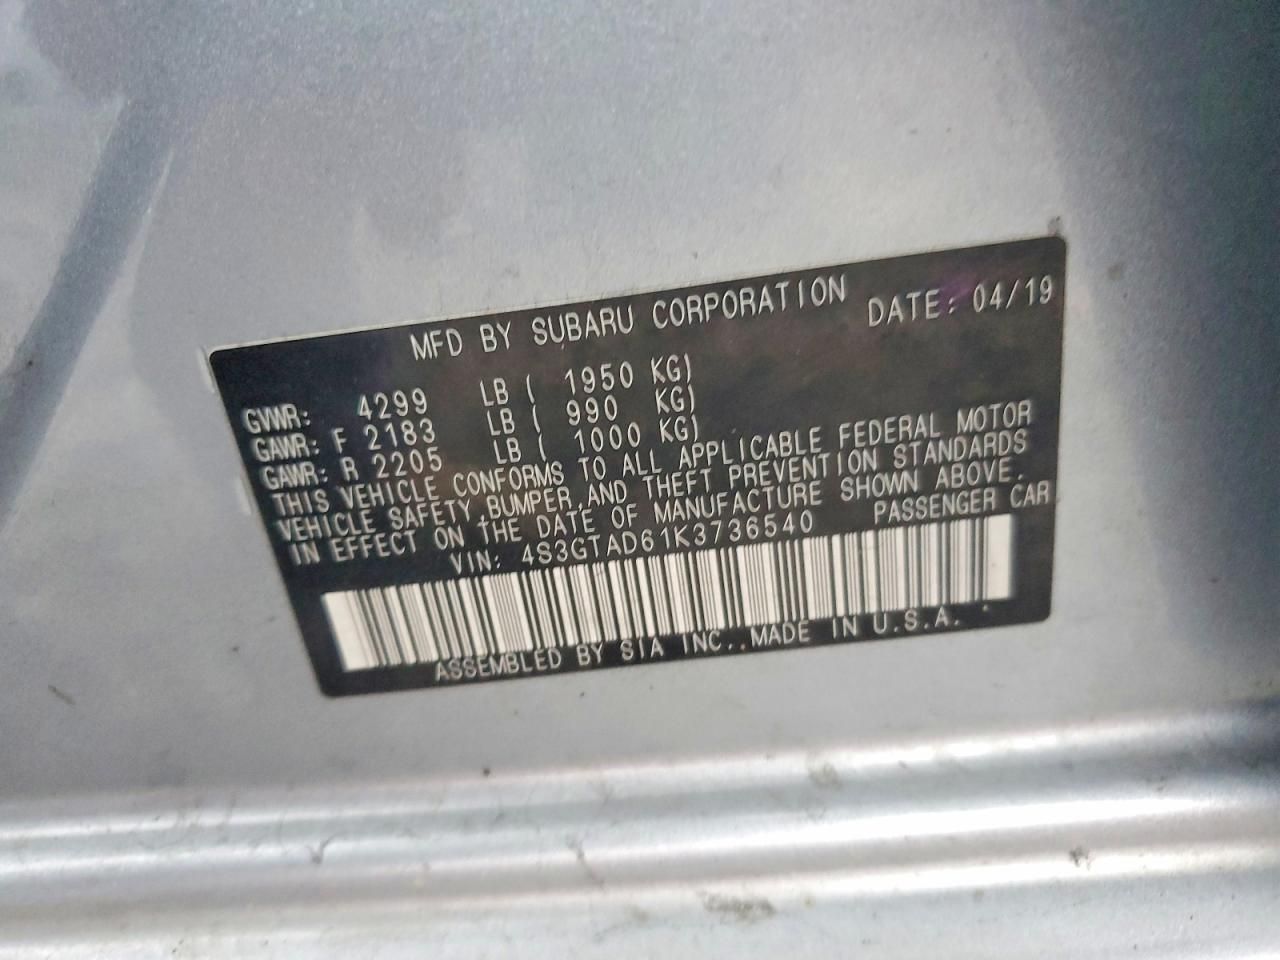 MFD BY SUBARU CORPORATION DATE: 04/19
GVWR: 4299 LB ( 1950 KG)
GAWR: F 2183 LB ( 990 KG)
GAWR: R 2205 LB ( 1000 KG)
THIS VEHICLE CONFORMS TO ALL APPLICABLE FEDERAL MOTOR
VEHICLE SAFETY,BUMPER,AND THEFT PREVENTION STANDARDS
IN EFFECT ON THE DATE OF MANUFACTURE SHOWN ABOVE.
VIN: 4S3GTAD61K3736540 PASSENGER CAR
ASSEMBLED BY SIA INC., MADE IN U.S.A.